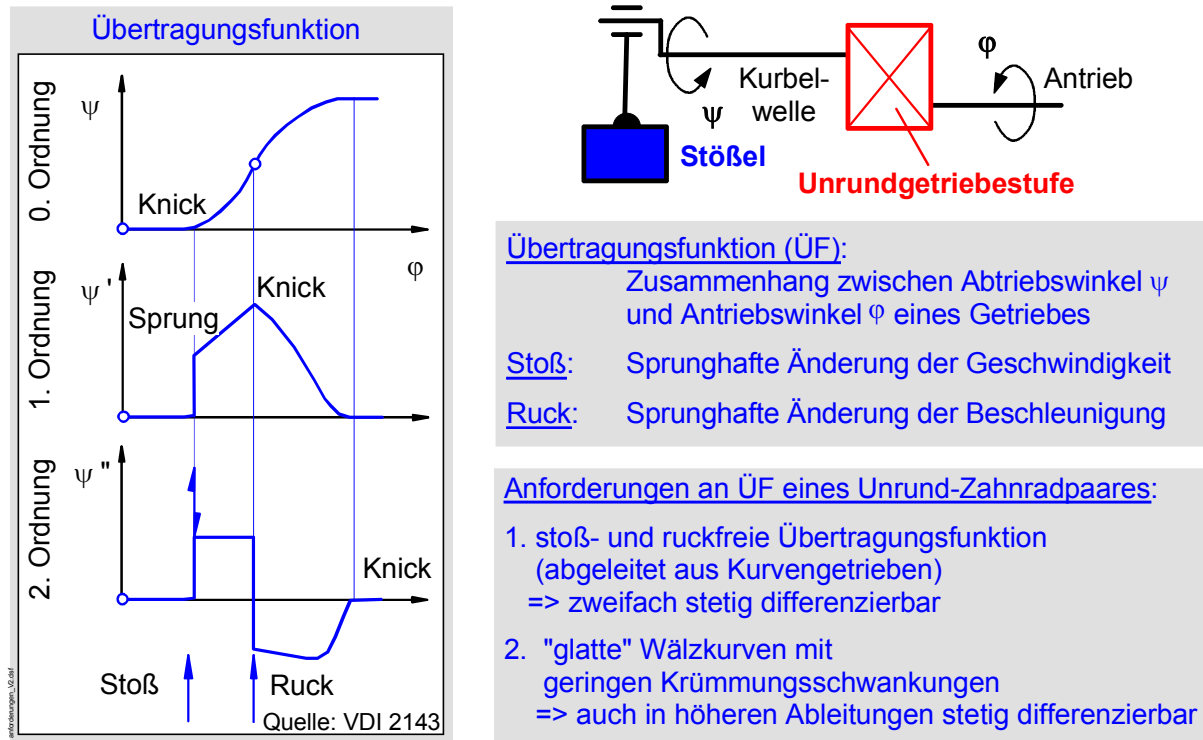 Übertragungsfunktion
0. Ordnung
ψ
Knick
φ
1. Ordnung
ψ '
Sprung
Knick
2. Ordnung
ψ "
Knick
Stoß
Ruck
Quelle: VDI 2143
anforderungen_V2.dsf
ψ
Kurbel-
welle
φ
Antrieb
Stößel
Unrundgetriebestufe
Übertragungsfunktion (ÜF):
Zusammenhang zwischen Abtriebswinkel ψ
und Antriebswinkel φ eines Getriebes
Stoß: Sprunghafte Änderung der Geschwindigkeit
Ruck: Sprunghafte Änderung der Beschleunigung
Anforderungen an ÜF eines Unrund-Zahnradpaares:
1. stoß- und ruckfreie Übertragungsfunktion
(abgeleitet aus Kurvengetrieben)
=> zweifach stetig differenzierbar
2. "glatte" Wälzkurven mit
geringen Krümmungsschwankungen
=> auch in höheren Ableitungen stetig differenzierbar